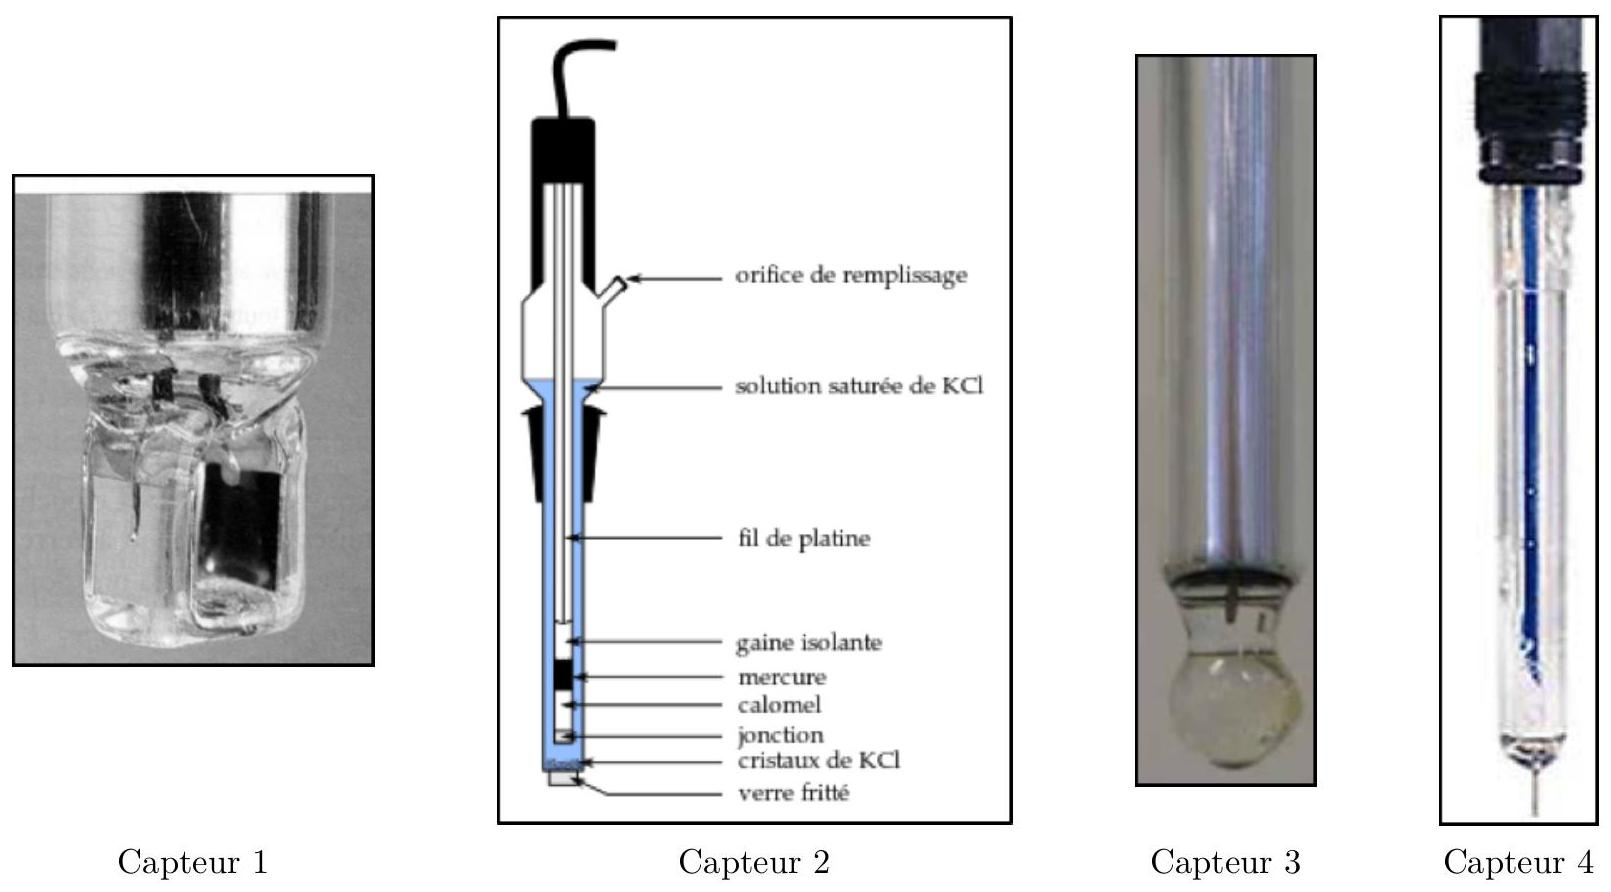 orifice de remplissage
solution saturée de KCl
fil de platine
gaine isolante
mercure
calomel
jonction
cristaux de KCl
verre fritté
Capteur 1
Capteur 2
Capteur 3
Capteur 4